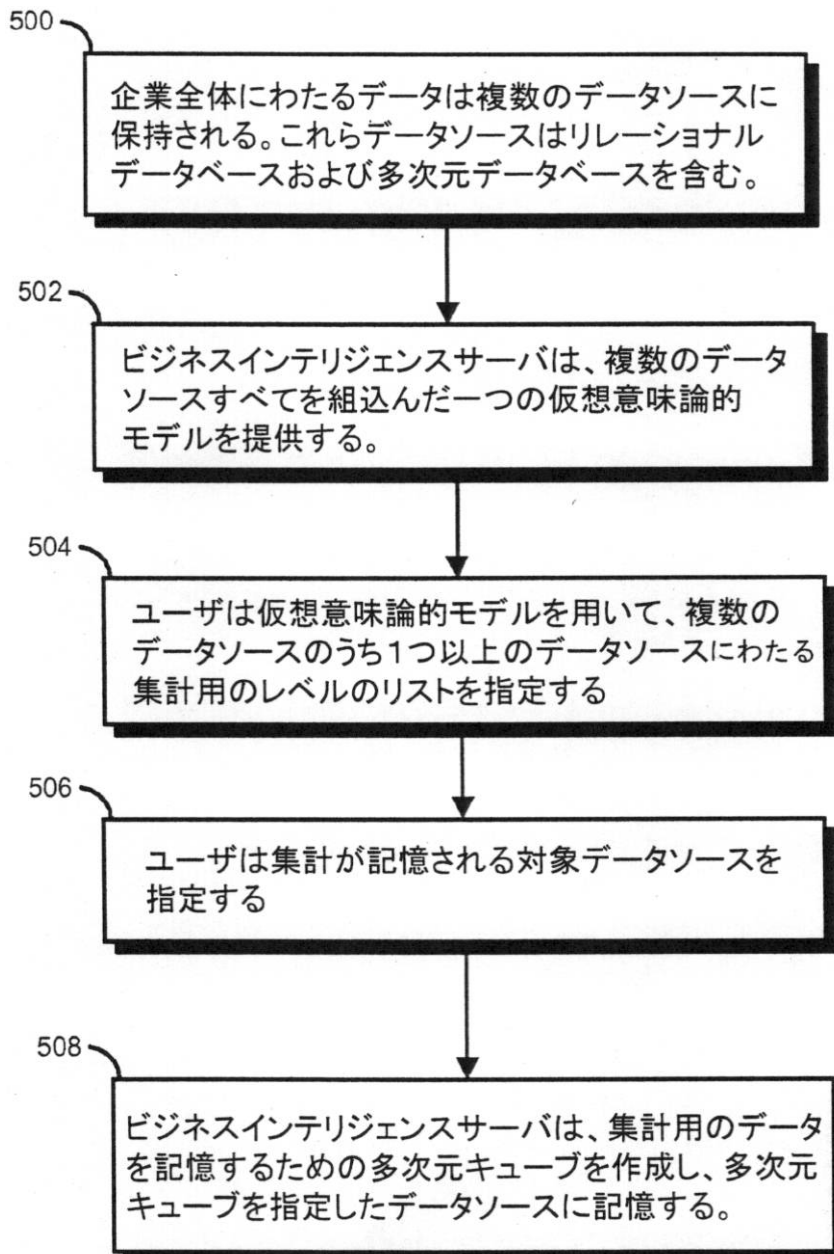 500
企業全体にわたるデータは複数のデータソースに
保持される。これらデータソースはリレーショナル
データベースおよび多次元データベースを含む。
502
ビジネスインテリジェンスサーバは、複数のデータ
ソースすべてを組込んだ一つの仮想意味論的
モデルを提供する。
504
ユーザは仮想意味論的モデルを用いて、複数の
データソースのうち1つ以上のデータソースにわたる
集計用のレベルのリストを指定する
506
ユーザは集計が記憶される対象データソースを
指定する
508
ビジネスインテリジェンスサーバは、集計用のデータ
を記憶するための多次元キューブを作成し、多次元
キューブを指定したデータソースに記憶する。